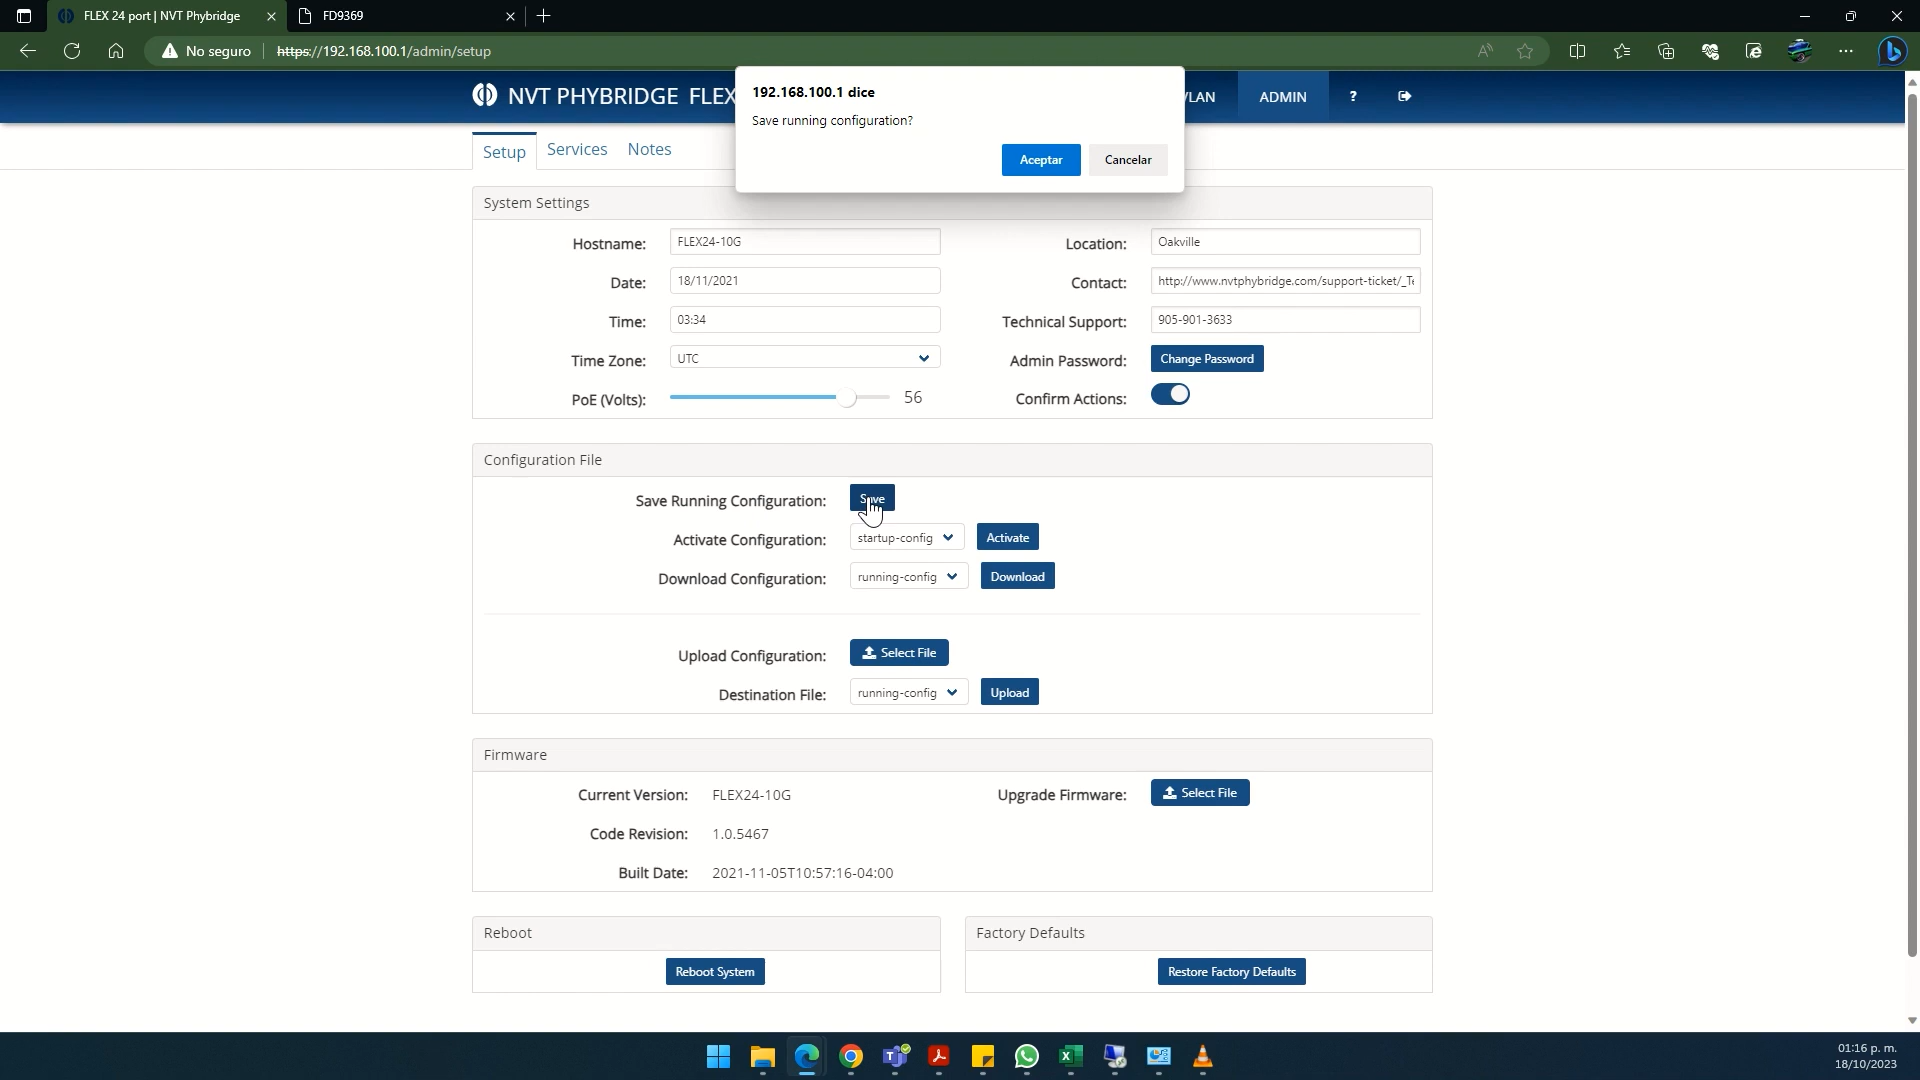 FLEX 24 port | NVT Phybridge
FD9369
No seguro
https://192.168.100.1/admin/setup
NVT PHYBRIDGE FLEX
VLAN
ADMIN
?
192.168.100.1 dice
Save running configuration?
Aceptar
Cancelar
Setup
Services
Notes
System Settings
Hostname: FLEX24-10G
Location: Oakville
Date: 18/11/2021
Contact: http://www.nvtphybridge.com/support-ticket/_Te
Time: 03:34
Technical Support: 905-901-3633
Time Zone: UTC
Admin Password: Change Password
PoE (Volts): 56
Confirm Actions:
Configuration File
Save Running Configuration: Save
Activate Configuration: startup-config Activate
Download Configuration: running-config Download
Upload Configuration: Select File
Destination File: running-config Upload
Firmware
Current Version: FLEX24-10G
Upgrade Firmware: Select File
Code Revision: 1.0.5467
Built Date: 2021-11-05T10:57:16-04:00
Reboot
Reboot System
Factory Defaults
Restore Factory Defaults
01:16 p. m.
18/10/2023